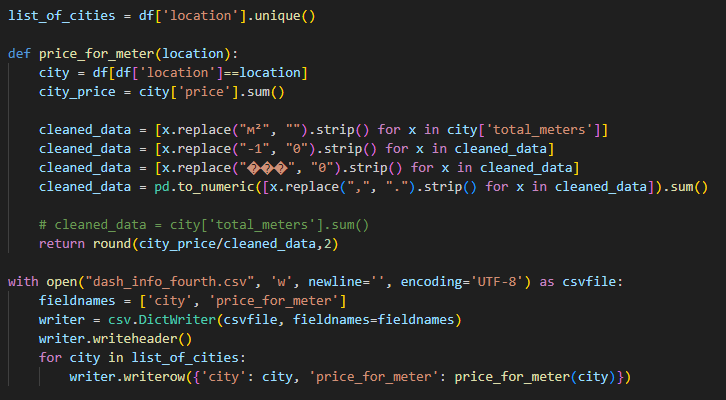 list_of_cities = df['location'].unique()
def price_for_meter(location):
city = df[df['location']==location]
city_price = city['price'].sum()
cleaned_data = [x.replace("м²", "").strip() for x in city['total_meters']]
cleaned_data = [x.replace("-1", "0").strip() for x in cleaned_data]
cleaned_data = [x.replace("���", "0").strip() for x in cleaned_data]
cleaned_data = pd.to_numeric([x.replace(",", ".").strip() for x in cleaned_data]).sum()
# cleaned_data = city['total_meters'].sum()
return round(city_price/cleaned_data,2)
with open("dash_info_fourth.csv", 'w', newline='', encoding='UTF-8') as csvfile:
fieldnames = ['city', 'price_for_meter']
writer = csv.DictWriter(csvfile, fieldnames=fieldnames)
writer.writeheader()
for city in list_of_cities:
writer.writerow({'city': city, 'price_for_meter': price_for_meter(city)})